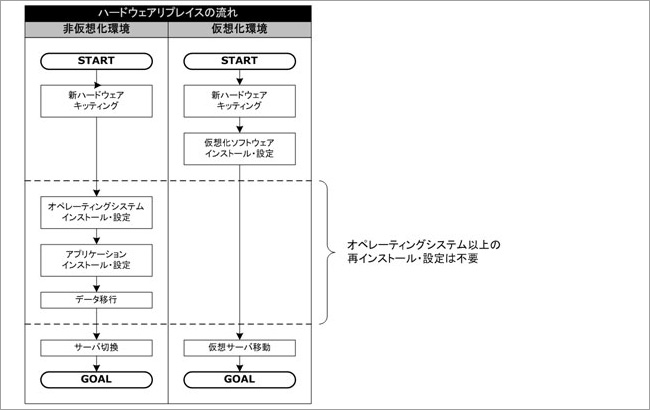 ハードウェアリプレイスの流れ
非仮想化環境
仮想化環境
START
新ハードウェア
キッティング
オペレーティングシステム
インストール・設定
アプリケーション
インストール・設定
データ移行
サーバ切換
GOAL
START
新ハードウェア
キッティング
仮想化ソフトウェア
インストール・設定
仮想サーバ移動
GOAL
オペレーティングシステム以上の
再インストール・設定は不要